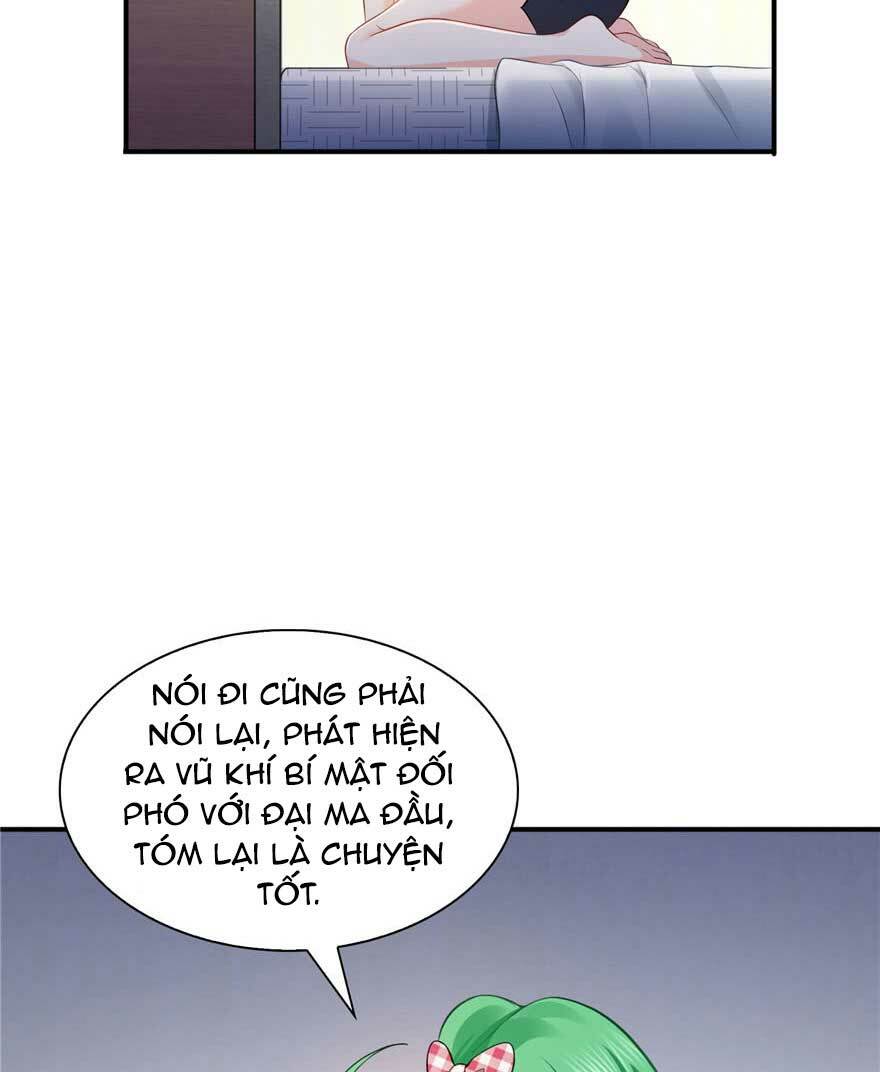 NÓI ĐI CŨNG PHẢI
NÓI LẠI, PHÁT HIỆN
RA VŨ KHÍ BÍ MẬT ĐỐI
PHÓ VỚI ĐẠI MA ĐẦU,
TÓM LẠI LÀ CHUYỆN
TỐT.